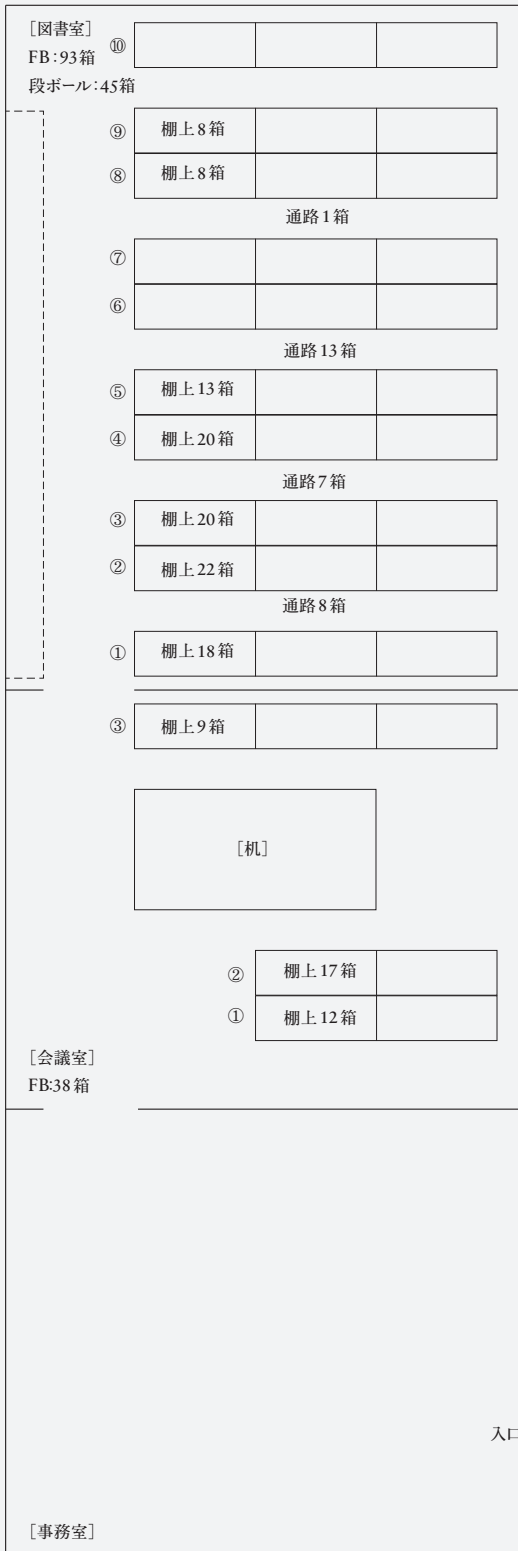 ［図書室］
FB：93箱
⑩
段ボール：45箱
⑨ 棚上8箱
⑧ 棚上8箱
通路1箱
⑦
⑥
通路13箱
⑤ 棚上13箱
④ 棚上20箱
通路7箱
③ 棚上20箱
② 棚上22箱
通路8箱
① 棚上18箱
③ 棚上9箱
［机］
② 棚上17箱
① 棚上12箱
［会議室］
FB:38箱
入口
［事務室］